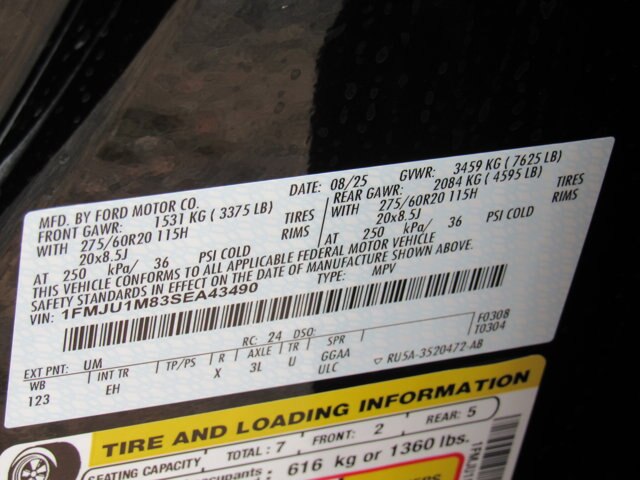 MFD. BY FORD MOTOR CO. DATE: 08/25 GVWR: 3459 KG ( 7625 LB)
FRONT GAWR: 1531 KG ( 3375 LB) REAR GAWR: 2084 KG ( 4595 LB)
WITH 275/60R20 115H TIRES WITH 275/60R20 115H TIRES
20x8.5J RIMS 20x8.5J RIMS
AT 250 kPa/ 36 PSI COLD AT 250 kPa/ 36 PSI COLD
THIS VEHICLE CONFORMS TO ALL APPLICABLE FEDERAL MOTOR VEHICLE
SAFETY STANDARDS IN EFFECT ON THE DATE OF MANUFACTURE SHOWN ABOVE.
VIN: 1FMJU1M83SEA43490 TYPE: MPV
F0308
T0304
EXT PNT: UM RC: 24 DSO:
WB INT TR TP/PS R AXLE TR SPR
123 EH X 3L U GGAA
ULC RU5A-3520472-AB
TIRE AND LOADING INFORMATION
SEATING CAPACITY TOTAL : 7 FRONT: 2 REAR: 5
616 kg or 1360 lbs.